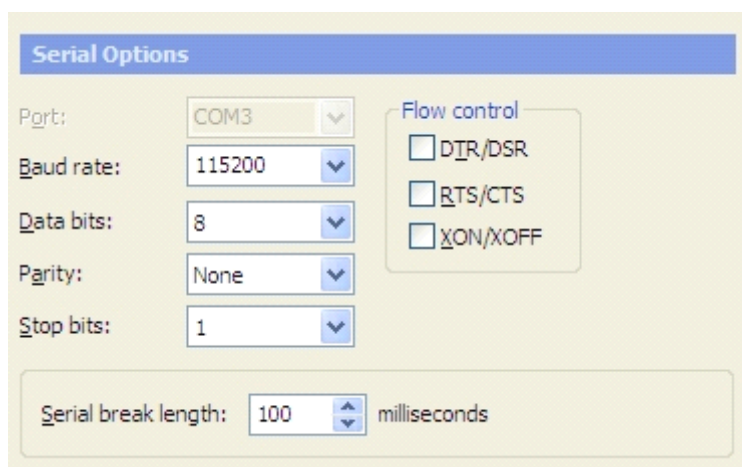 Serial Options
Port: COM3
Baud rate: 115200
Data bits: 8
Parity: None
Stop bits: 1
Flow control
DTR/DSR
RTS/CTS
XON/XOFF
Serial break length: 100 milliseconds